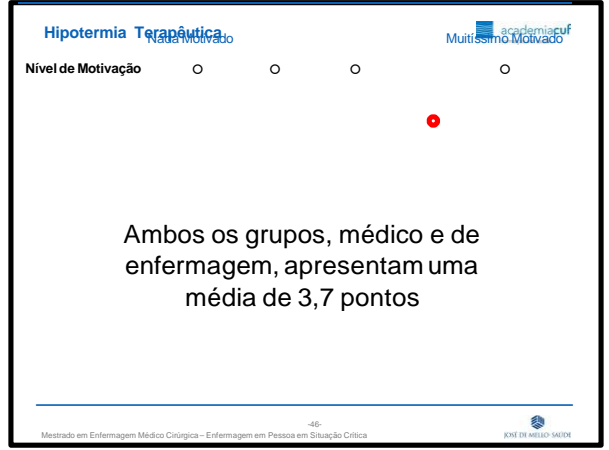 Hipotermia Terapêutica
academiacuf
Nada Motivado
Muitíssimo Motivado
Nível de Motivação
Ambos os grupos, médico e de
enfermagem, apresentam uma
média de 3,7 pontos
-46-
Mestrado em Enfermagem Médico Cirúrgica – Enfermagem em Pessoa em Situação Crítica
JOSÉ DE MELLO SAÚDE